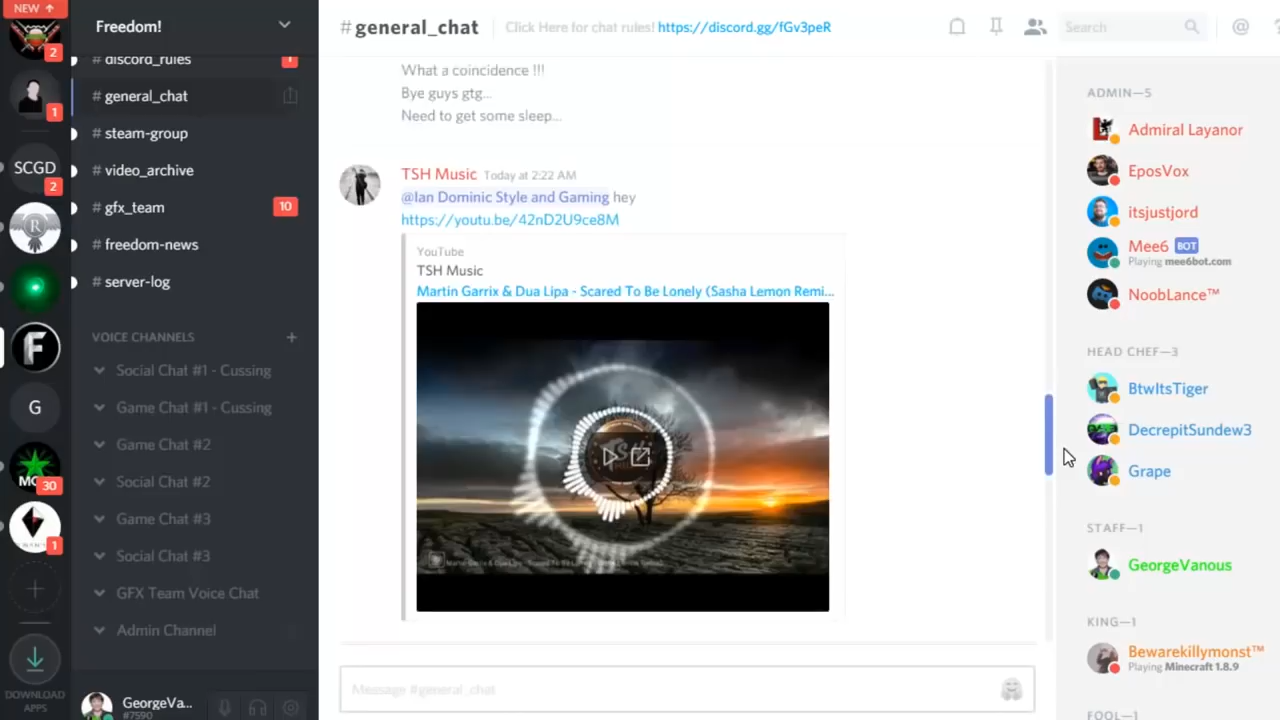 NEW ↑
2
1
SCGD
2
R
F
G
30
1
DOWNLOAD
APPS
Freedom!
# discord_rules
1
# general_chat
# steam-group
# video_archive
# gfx_team
10
# freedom-news
# server-log
VOICE CHANNELS
Social Chat #1 - Cussing
Game Chat #1 - Cussing
Game Chat #2
Social Chat #2
Game Chat #3
Social Chat #3
GFX Team Voice Chat
Admin Channel
GeorgeVa...
#7590
#general_chat
Click Here for chat rules! https://discord.gg/fGv3peR
Search
@
What a coincidence !!!
Bye guys gtg...
Need to get some sleep...
TSH Music Today at 2:22 AM
@Ian Dominic Style and Gaming hey
https://youtu.be/42nD2U9ce8M
YouTube
TSH Music
Martin Garrix & Dua Lipa - Scared To Be Lonely (Sasha Lemon Remi...
Message #general_chat
ADMIN—5
Admiral Layanor
EposVox
itsjustjord
Mee6 BOT
Playing mee6bot.com
NoobLance™
HEAD CHEF—3
BtwItsTiger
DecrepitSundew3
Grape
STAFF—1
GeorgeVanous
KING—1
Bewarekillymonst™
Playing Minecraft 1.8.9
FOOL—1